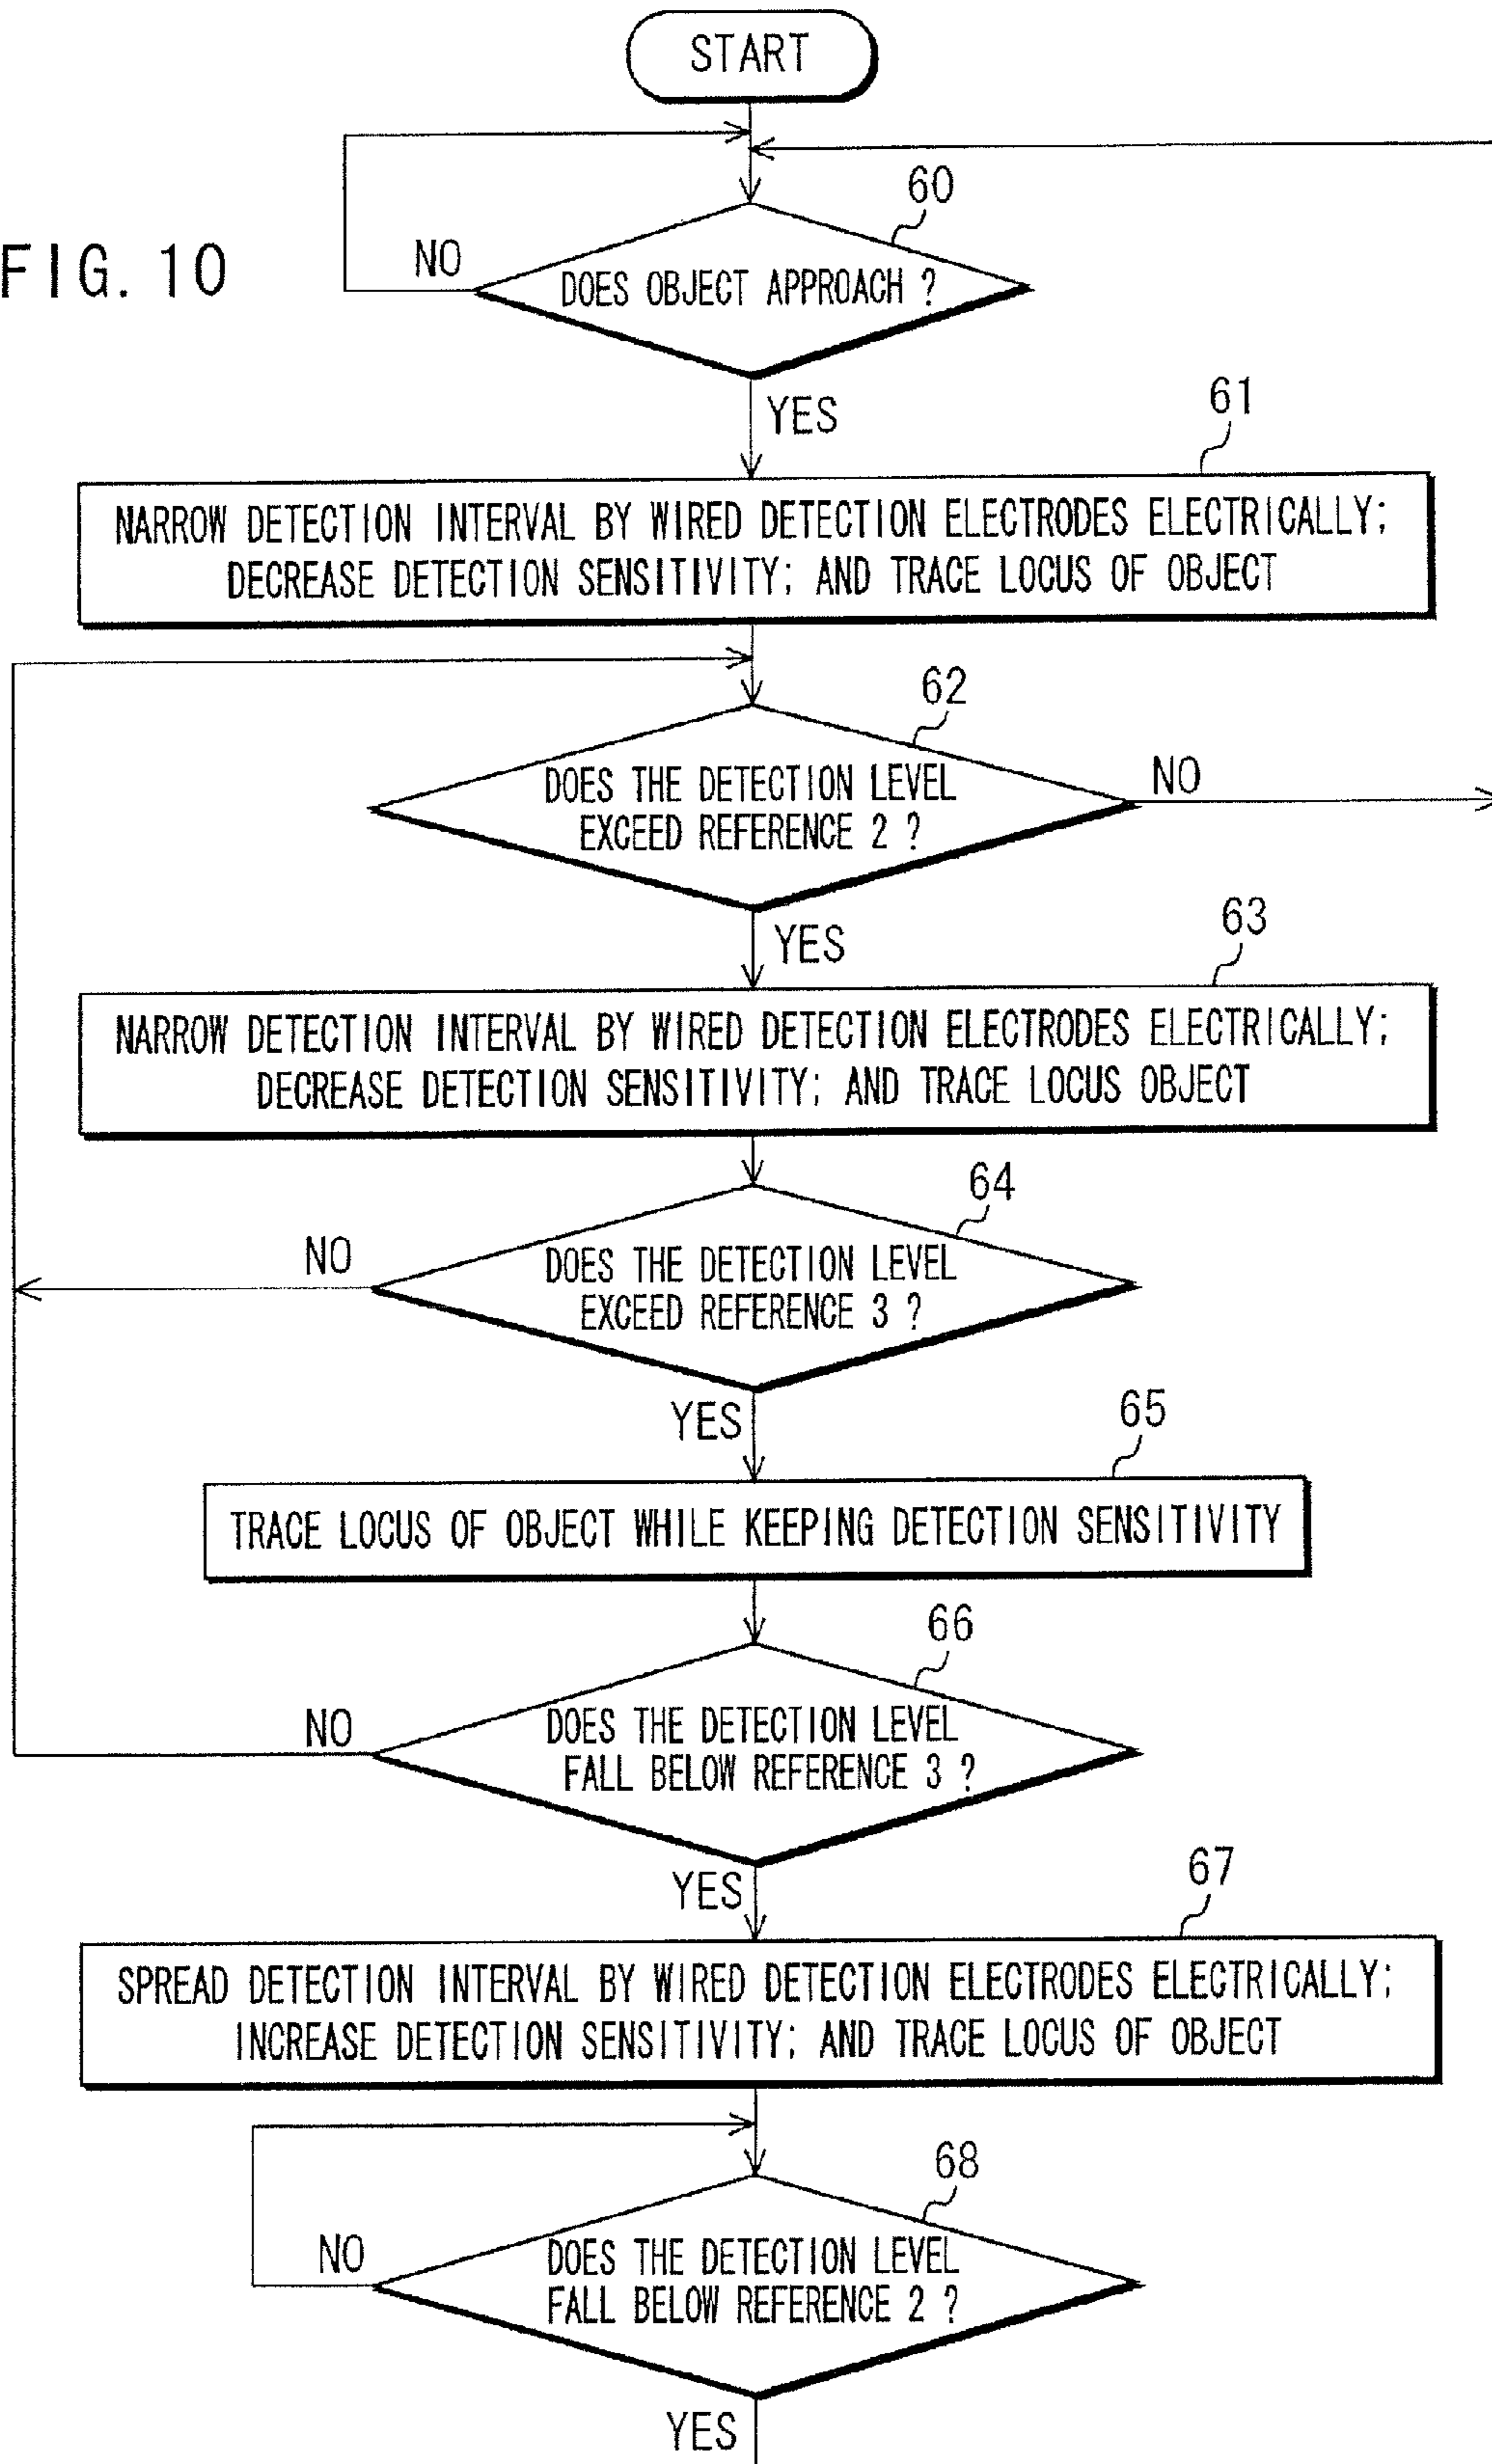 START
60
FIG. 10
NO
DOES OBJECT APPROACH ?
YES
61
NARROW DETECTION INTERVAL BY WIRED DETECTION ELECTRODES ELECTRICALLY;
DECREASE DETECTION SENSITIVITY; AND TRACE LOCUS OF OBJECT
62
DOES THE DETECTION LEVEL
EXCEED REFERENCE 2 ?
NO
YES
63
NARROW DETECTION INTERVAL BY WIRED DETECTION ELECTRODES ELECTRICALLY;
DECREASE DETECTION SENSITIVITY; AND TRACE LOCUS OBJECT
64
NO
DOES THE DETECTION LEVEL
EXCEED REFERENCE 3 ?
YES
65
TRACE LOCUS OF OBJECT WHILE KEEPING DETECTION SENSITIVITY
66
NO
DOES THE DETECTION LEVEL
FALL BELOW REFERENCE 3 ?
YES
67
SPREAD DETECTION INTERVAL BY WIRED DETECTION ELECTRODES ELECTRICALLY;
INCREASE DETECTION SENSITIVITY; AND TRACE LOCUS OF OBJECT
68
NO
DOES THE DETECTION LEVEL
FALL BELOW REFERENCE 2 ?
YES